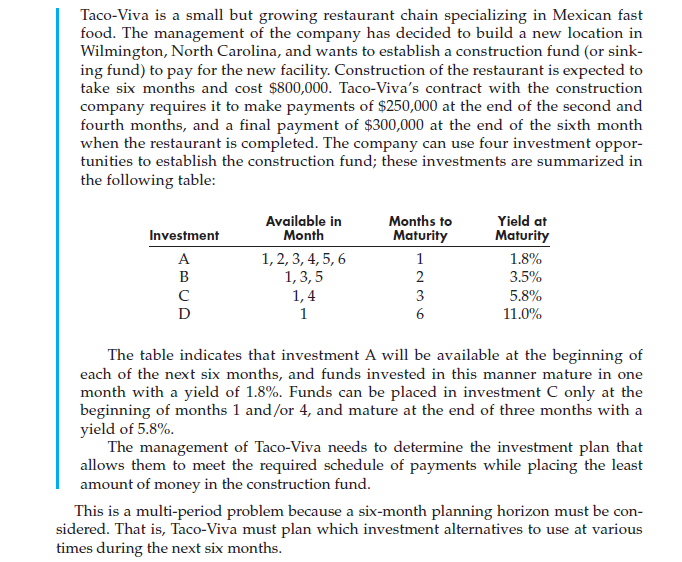 Taco-Viva is a small but growing restaurant chain specializing in Mexican fast
food. The management of the company has decided to build a new location in
Wilmington, North Carolina, and wants to establish a construction fund (or sink-
ing fund) to pay for the new facility. Construction of the restaurant is expected to
take six months and cost $800,000. Taco-Viva's contract with the construction
company requires it to make payments of $250,000 at the end of the second and
fourth months, and a final payment of $300,000 at the end of the sixth month
when the restaurant is completed. The company can use four investment oppor-
tunities to establish the construction fund; these investments are summarized in
the following table:
Investment Available in Month Months to Maturity Yield at Maturity
A 1, 2, 3, 4, 5, 6 1 1.8%
B 1, 3, 5 2 3.5%
C 1, 4 3 5.8%
D 1 6 11.0%
The table indicates that investment A will be available at the beginning of
each of the next six months, and funds invested in this manner mature in one
month with a yield of 1.8%. Funds can be placed in investment C only at the
beginning of months 1 and/or 4, and mature at the end of three months with a
yield of 5.8%.
The management of Taco-Viva needs to determine the investment plan that
allows them to meet the required schedule of payments while placing the least
amount of money in the construction fund.
This is a multi-period problem because a six-month planning horizon must be con-
sidered. That is, Taco-Viva must plan which investment alternatives to use at various
times during the next six months.